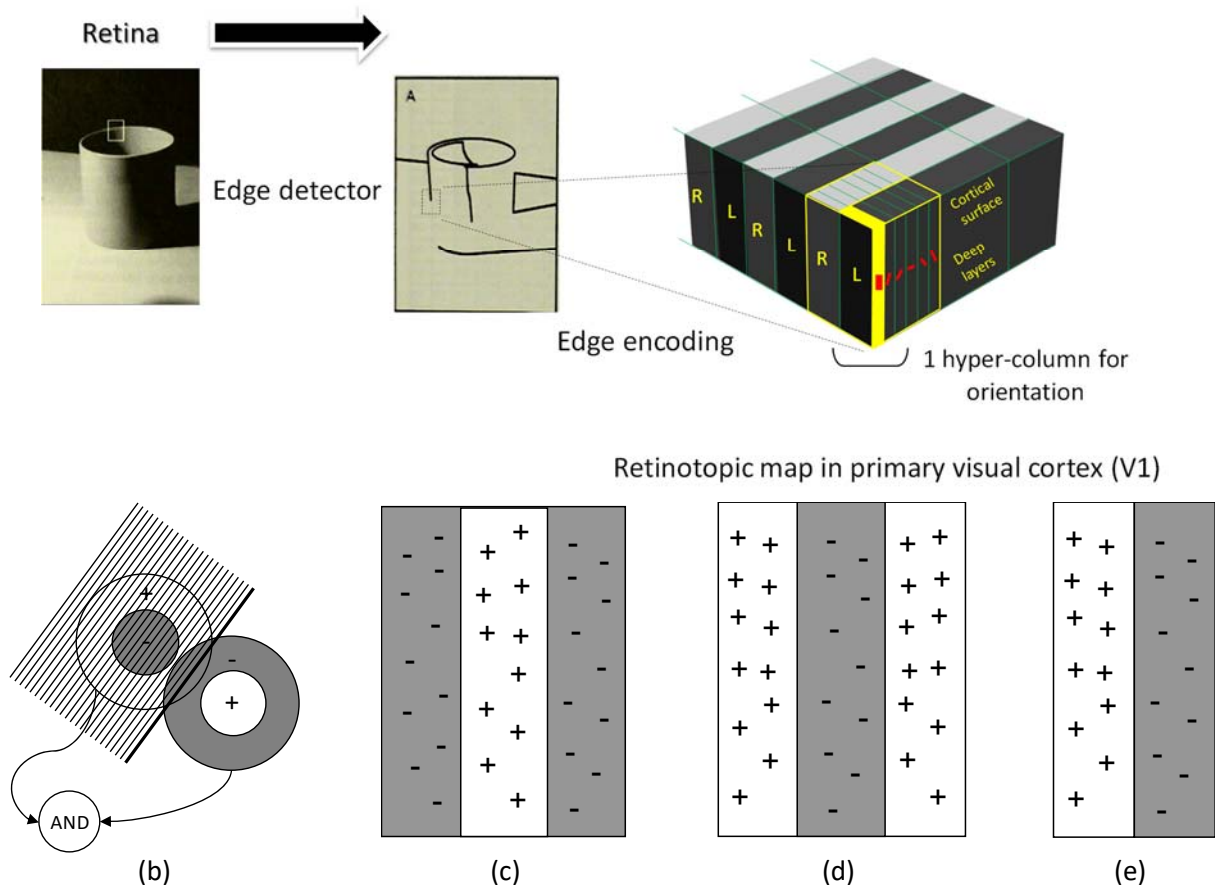 Retina
A
Edge detector
Edge encoding
R
L
R
L
R
L
Cortical
surface
Deep
layers
1 hyper-column for
orientation
Retinotopic map in primary visual cortex (V1)
+
-
-
+
AND
(b)
(c)
(d)
(e)